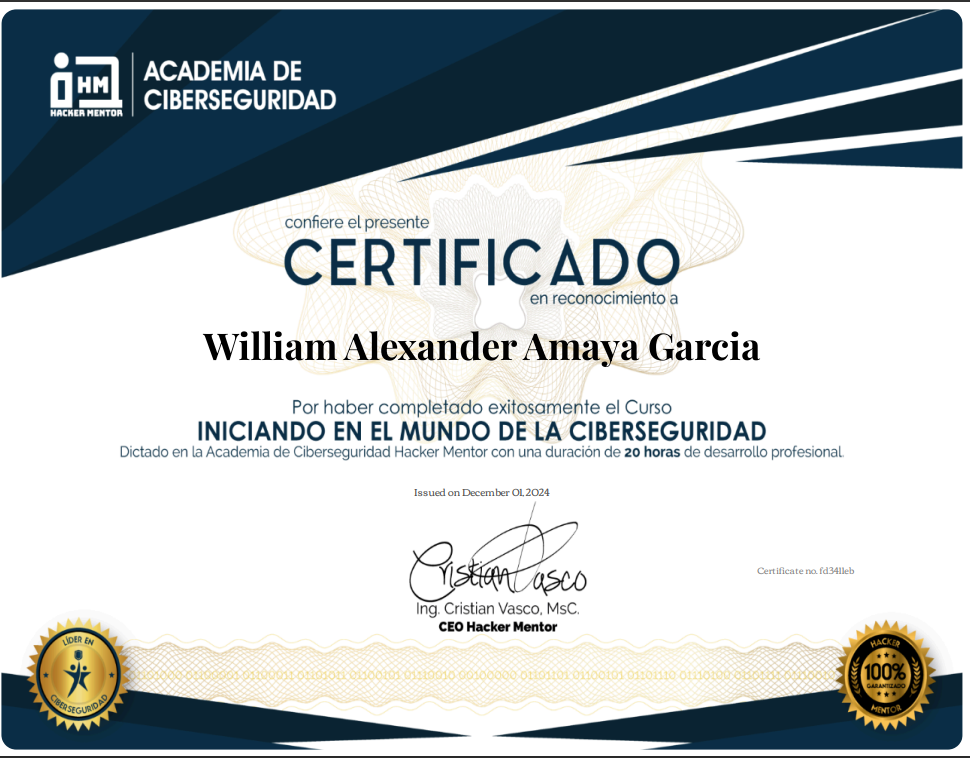 HM
HACKER MENTOR
ACADEMIA DE
CIBERSEGURIDAD
confiere el presente
CERTIFICADO
en reconocimiento a
William Alexander Amaya Garcia
Por haber completado exitosamente el Curso
INICIANDO EN EL MUNDO DE LA CIBERSEGURIDAD
Dictado en la Academia de Ciberseguridad Hacker Mentor con una duración de 20 horas de desarrollo profesional.
Issued on December 01, 2024
Cristian Vasco
Certificate no. fd3411eb
Ing. Cristian Vasco, MsC.
CEO Hacker Mentor
LÍDER EN
CIBERSEGURIDAD
HACKER
100%
GARANTIZADO
MENTOR